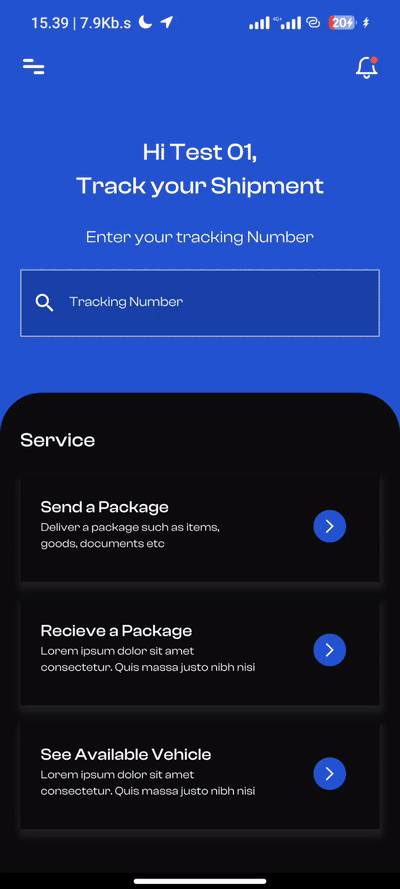 15.39 | 7.9Kb.s
4G+
20
Hi Test 01,
Track your Shipment
Enter your tracking Number
Tracking Number
Service
Send a Package
Deliver a package such as items,
goods, documents etc
Recieve a Package
Lorem ipsum dolor sit amet
consectetur. Quis massa justo nibh nisi
See Available Vehicle
Lorem ipsum dolor sit amet
consectetur. Quis massa justo nibh nisi